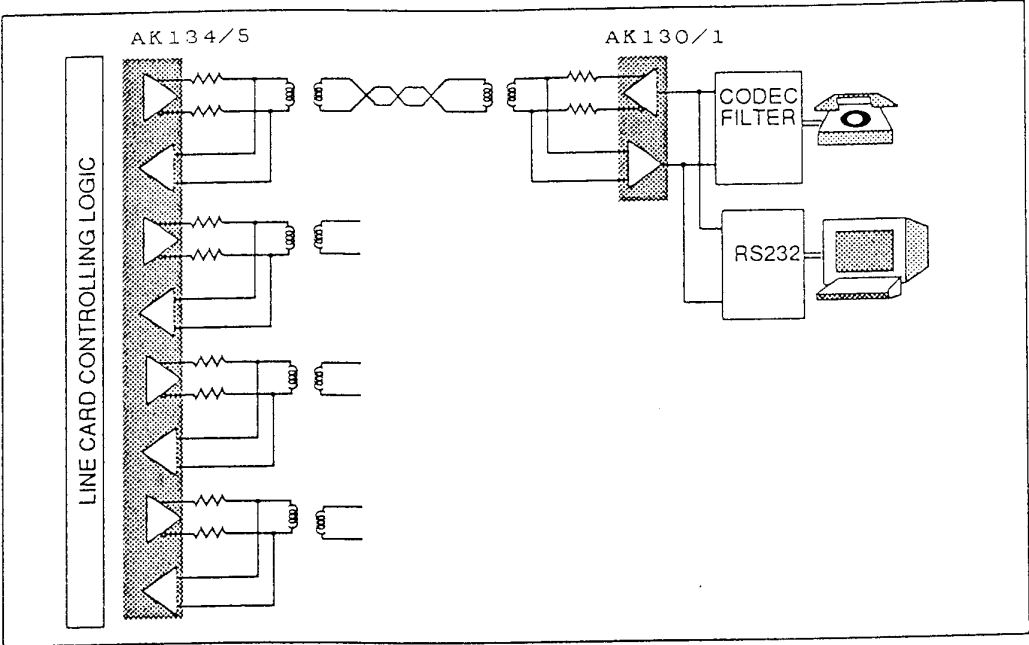 AK134/5
AK130/1
LINE CARD CONTROLLING LOGIC
CODEC
FILTER
RS232